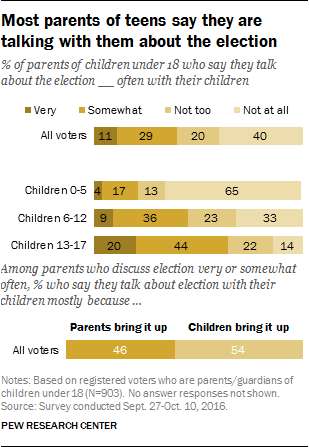 Most parents of teens say they are
talking with them about the election
% of parents of children under 18 who say they talk
about the election __ often with their children
Very Somewhat Not too Not at all
All voters 11 29 20 40
Children 0-5 4 17 13 65
Children 6-12 9 36 23 33
Children 13-17 20 44 22 14
Among parents who discuss election very or somewhat
often, % who say they talk about election with their
children mostly because ...
Parents bring it up Children bring it up
All voters 46 54
Notes: Based on registered voters who are parents/guardians of
children under 18 (N=903). No answer responses not shown.
Source: Survey conducted Sept. 27-Oct. 10, 2016.
PEW RESEARCH CENTER